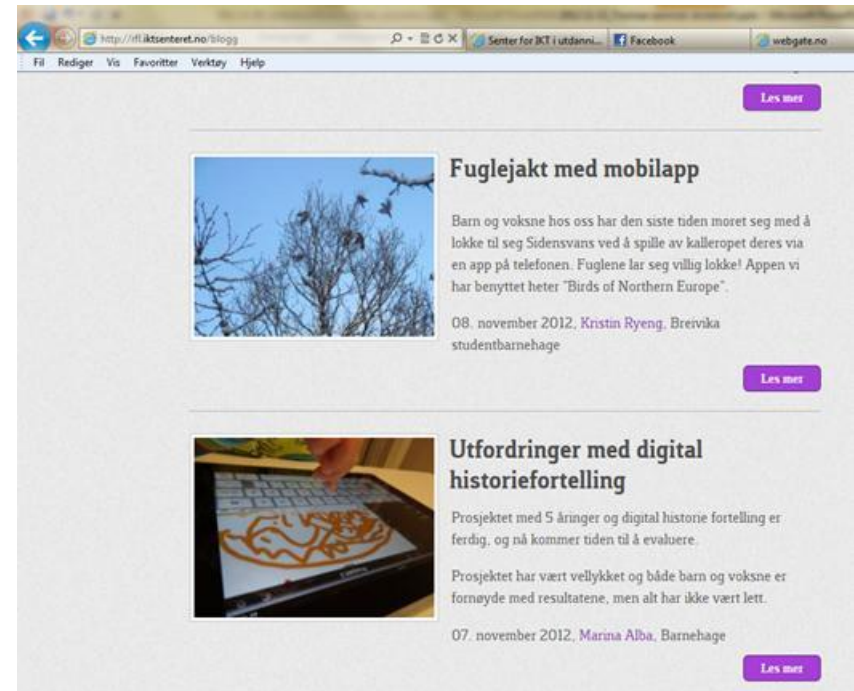 http://rfl.iktsenteret.no/blogg
Senter for IKT i utdanni...
Facebook
webgate.no
Fil Rediger Vis Favoritter Verktøy Hjelp
Les mer
Fuglejakt med mobilapp
Barn og voksne hos oss har den siste tiden moret seg med å
lokke til seg Sidensvans ved å spille av kalleropet deres via
en app på telefonen. Fuglene lar seg villig lokke! Appen vi
har benyttet heter "Birds of Northern Europe".
08. november 2012, Kristin Ryeng, Breivika
studentbarnehage
Les mer
Utfordringer med digital
historiefortelling
Prosjektet med 5 åringer og digital historie fortelling er
ferdig, og nå kommer tiden til å evaluere.
Prosjektet har vært vellykket og både barn og voksne er
fornøyde med resultatene, men alt har ikke vært lett.
07. november 2012, Marina Alba, Barnehage
Les mer